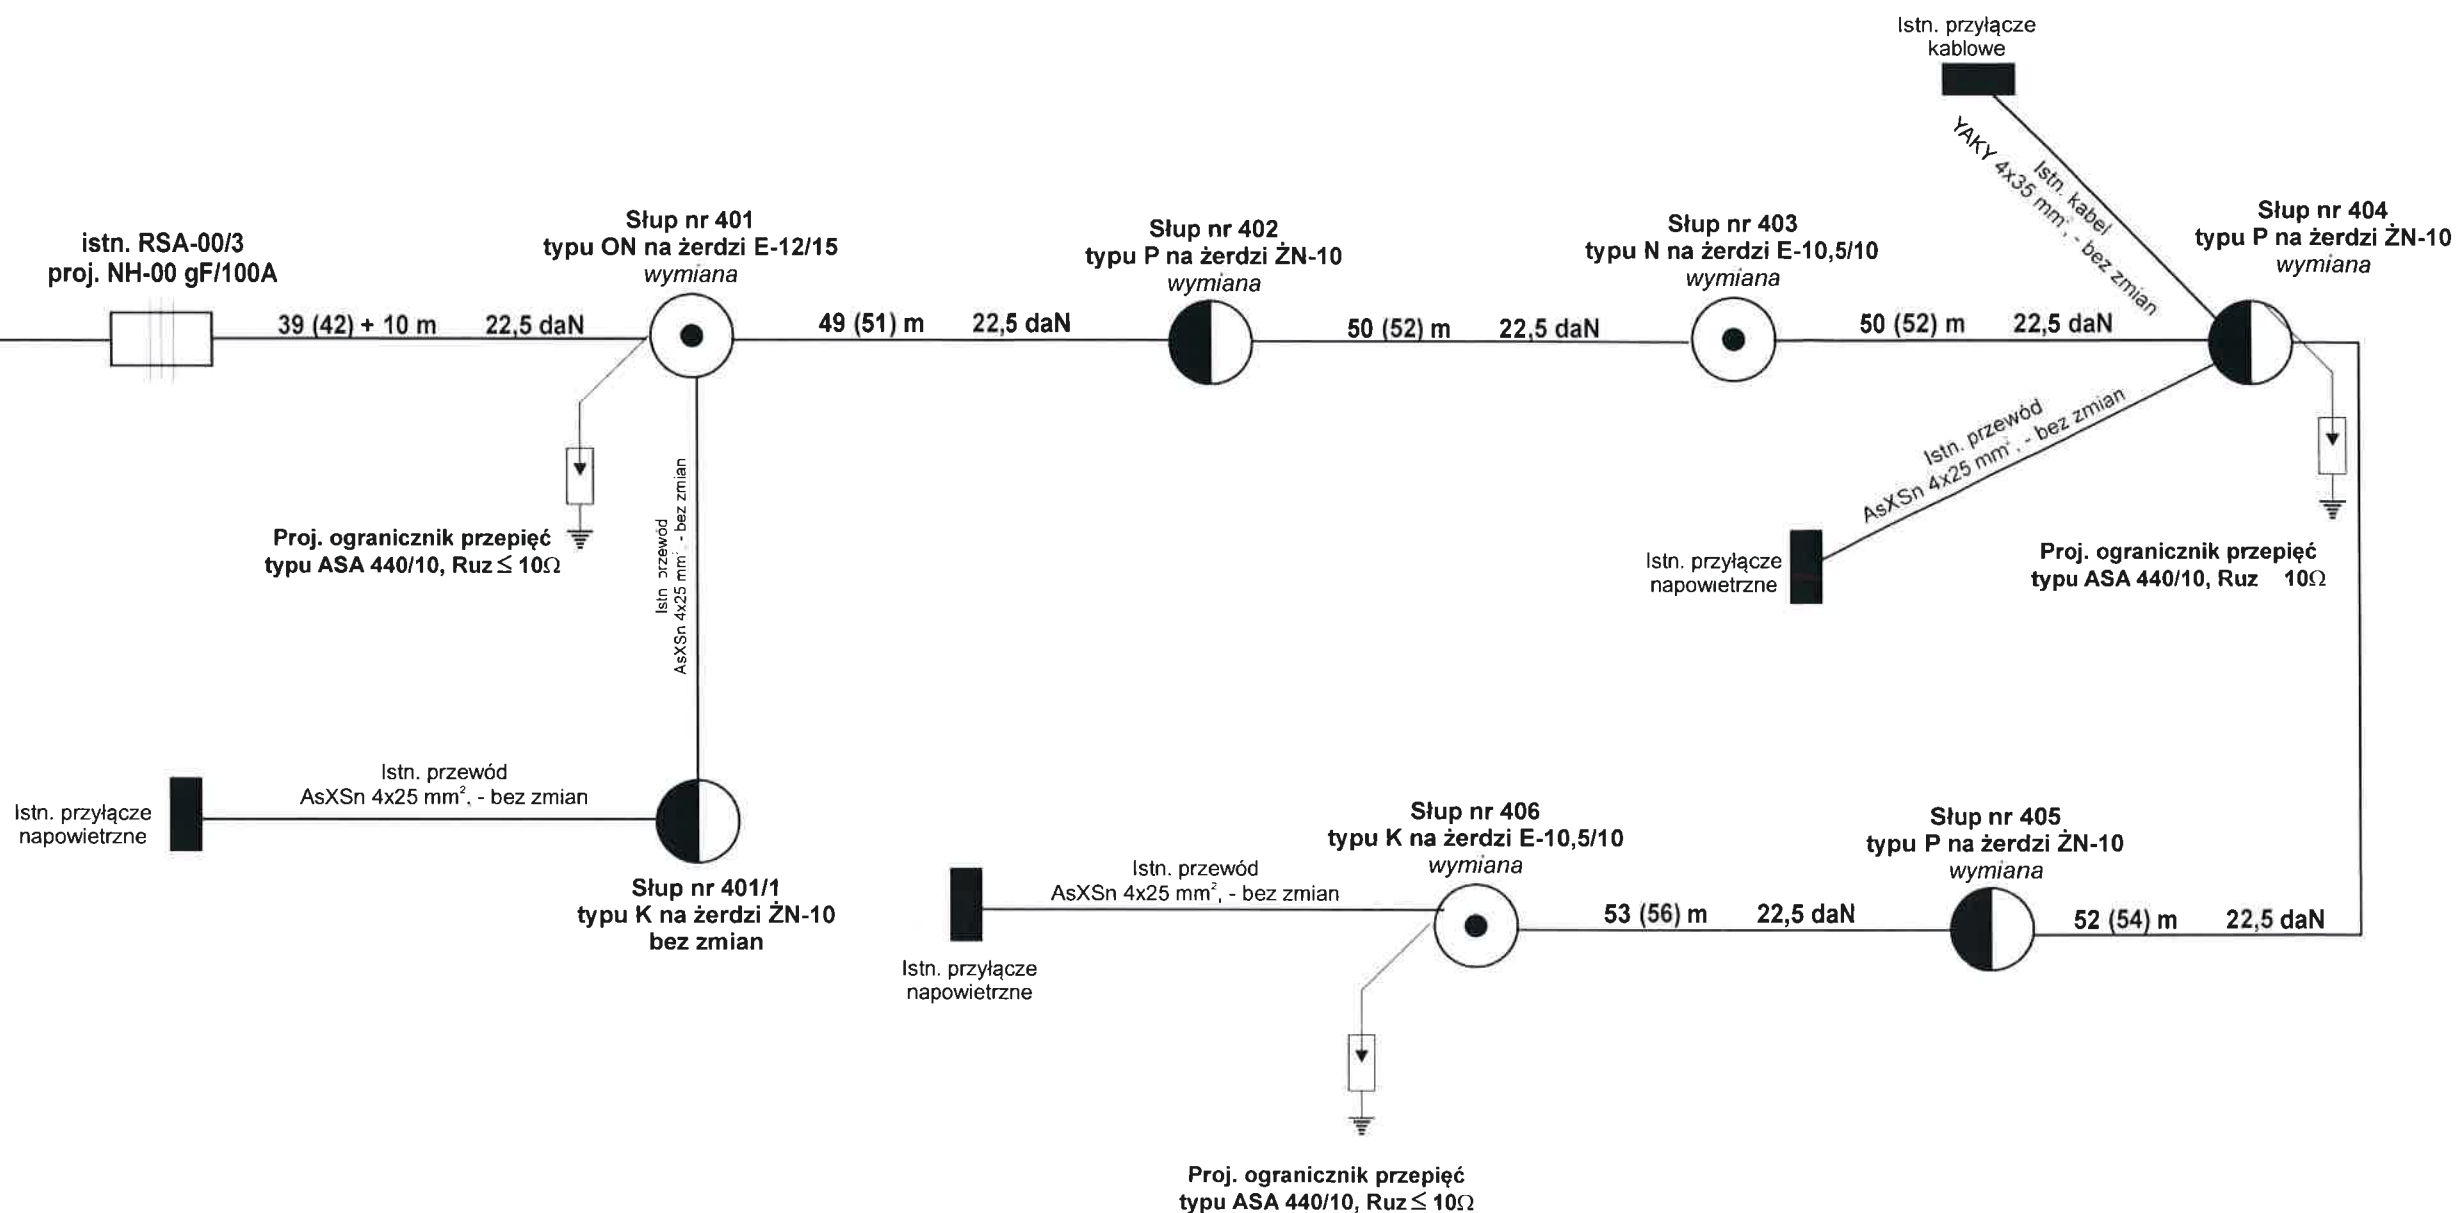 Istn. przyłącze
kablowe
YAKY 4x35 mm², - bez zmian
Istn. kabel
istn. RSA-00/3
proj. NH-00 gF/100A
39 (42) + 10 m 22,5 daN
Słup nr 401
typu ON na żerdzi E-12/15
wymiana
49 (51) m 22,5 daN
Słup nr 402
typu P na żerdzi ŻN-10
wymiana
50 (52) m 22,5 daN
Słup nr 403
typu N na żerdzi E-10,5/10
wymiana
50 (52) m 22,5 daN
Słup nr 404
typu P na żerdzi ŻN-10
wymiana
Proj. ogranicznik przepięć
typu ASA 440/10, Ruz ≤ 10Ω
Istn przewód
AsXSn 4x25 mm², - bez zmian
Istn. przewód
AsXSn 4x25 mm², - bez zmian
Istn. przyłącze
napowietrzne
Proj. ogranicznik przepięć
typu ASA 440/10, Ruz 10Ω
Istn. przyłącze
napowietrzne
Istn. przewód
AsXSn 4x25 mm², - bez zmian
Słup nr 401/1
typu K na żerdzi ŻN-10
bez zmian
Istn. przewód
AsXSn 4x25 mm², - bez zmian
Istn. przyłącze
napowietrzne
Słup nr 406
typu K na żerdzi E-10,5/10
wymiana
53 (56) m 22,5 daN
Słup nr 405
typu P na żerdzi ŻN-10
wymiana
52 (54) m 22,5 daN
Proj. ogranicznik przepięć
typu ASA 440/10, Ruz ≤ 10Ω